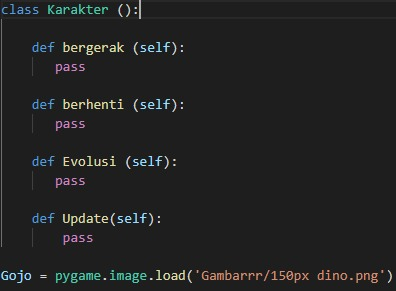 class Karakter ():
def bergerak (self):
pass
def berhenti (self):
pass
def Evolusi (self):
pass
def Update(self):
pass
Gojo = pygame.image.load('Gambarrr/150px dino.png')